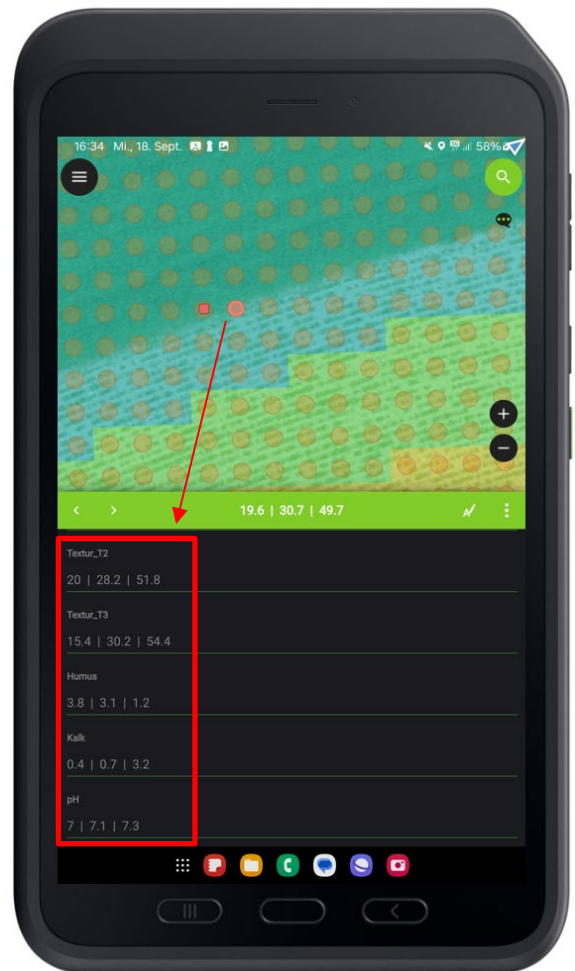 16:34 Mi., 18. Sept. 58%
19.6 | 30.7 | 49.7
Textur_T2
20 | 28.2 | 51.8
Textur_T3
15.4 | 30.2 | 54.4
Humus
3.8 | 3.1 | 1.2
Kalk
0.4 | 0.7 | 3.2
pH
7 | 7.1 | 7.3